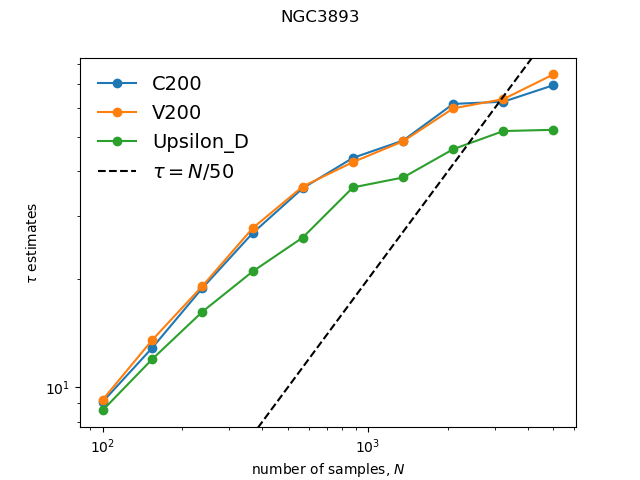 NGC3893
C200
V200
Upsilon_D
τ = N/50
τ estimates
10¹
10² 10³
number of samples, N